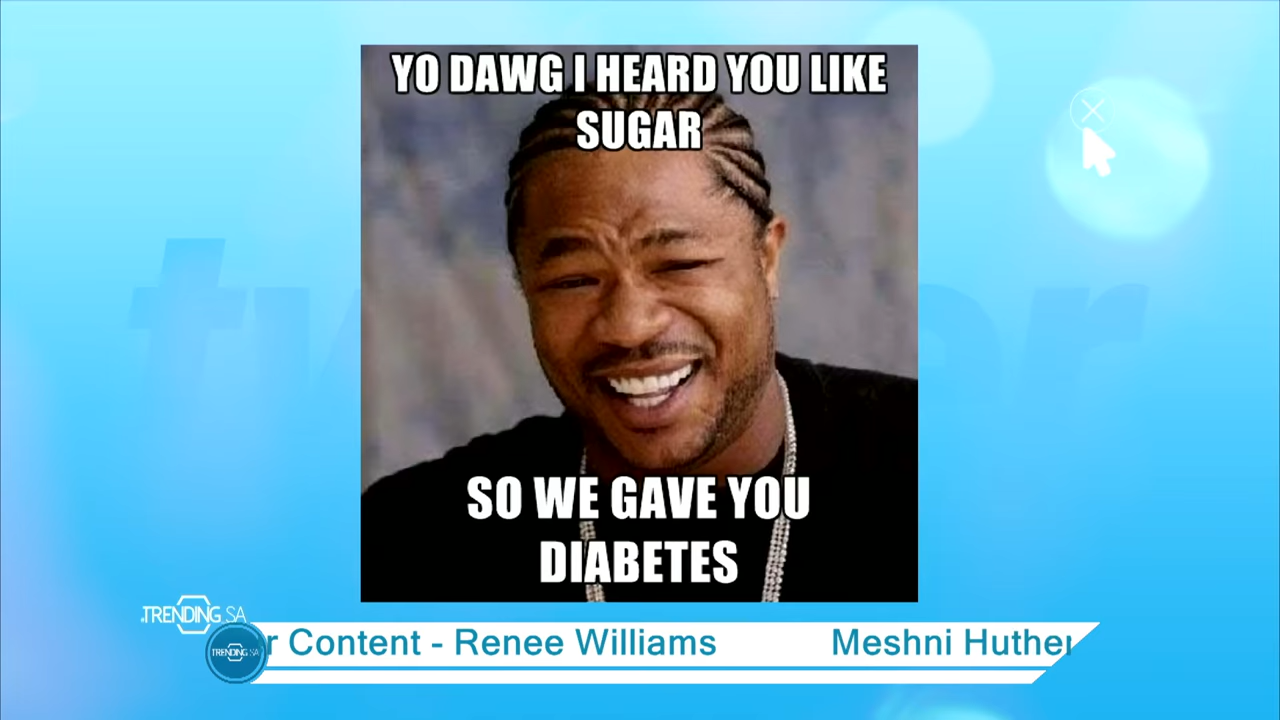 YO DAWG I HEARD YOU LIKE
SUGAR
SO WE GAVE YOU
DIABETES
TRENDING SA
TRENDING SA
r Content - Renee Williams
Meshni Huther